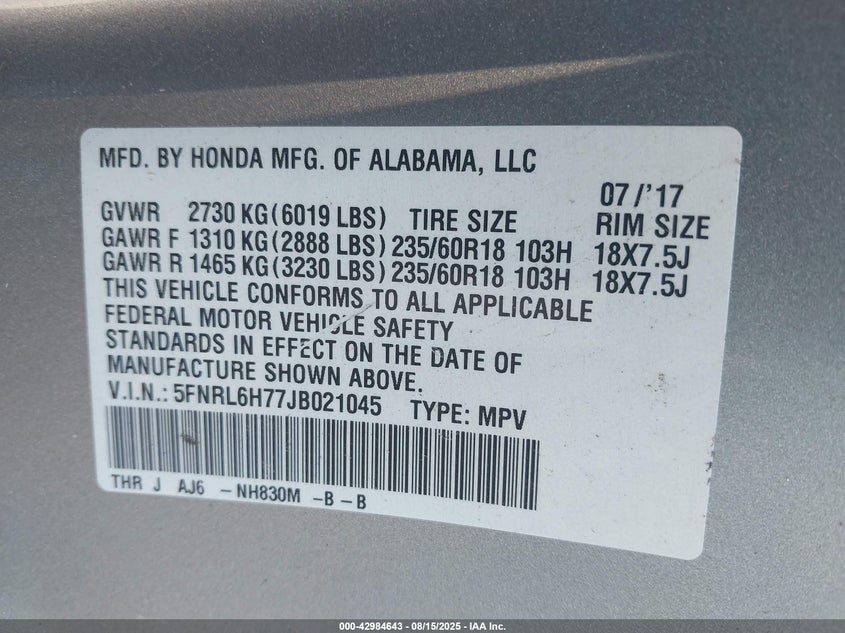 MFD. BY HONDA MFG. OF ALABAMA, LLC
07 /'17
GVWR 2730 KG(6019 LBS) TIRE SIZE RIM SIZE
GAWR F 1310 KG(2888 LBS) 235/60R18 103H 18X7.5J
GAWR R 1465 KG(3230 LBS) 235/60R18 103H 18X7.5J
THIS VEHICLE CONFORMS TO ALL APPLICABLE
FEDERAL MOTOR VEHICLE SAFETY
STANDARDS IN EFFECT ON THE DATE OF
MANUFACTURE SHOWN ABOVE.
V.I.N.: 5FNRL6H77JB021045 TYPE: MPV
THR J AJ6 -NH830M -B-B
000-42984643 - 08/15/2025 - IAA Inc.